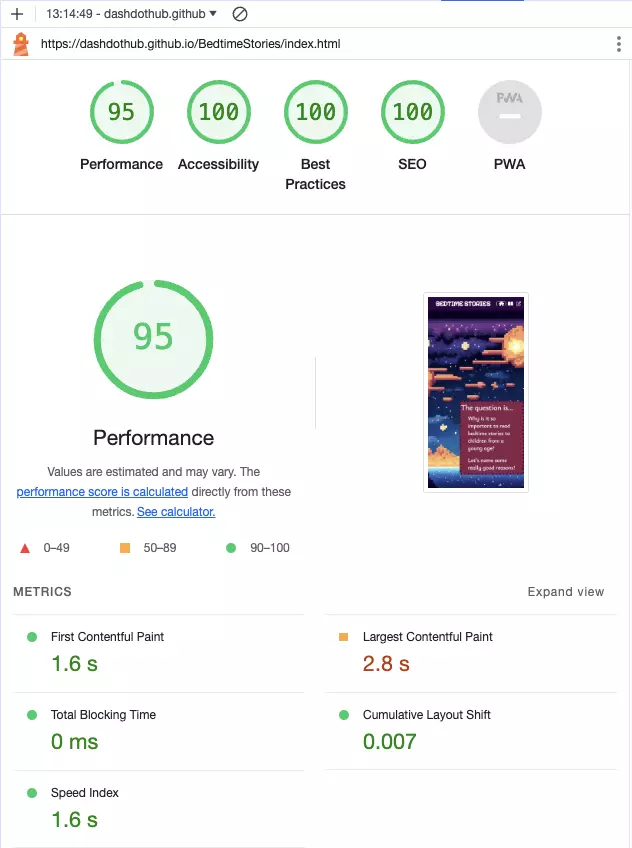 13:14:49 - dashdothub.github
https://dashdothub.github.io/BedtimeStories/index.html
95
100
100
100
PWA
Performance
Accessibility
Best
Practices
SEO
PWA
95
Performance
Values are estimated and may vary. The
performance score is calculated directly from these
metrics. See calculator.
0–49
50–89
90–100
BEDTIME STORIES
The question is...
Why is it so
important to read
bedtime stories to
children from a
young age?
Let's name some
really good reasons!
METRICS
Expand view
First Contentful Paint
1.6 s
Largest Contentful Paint
2.8 s
Total Blocking Time
0 ms
Cumulative Layout Shift
0.007
Speed Index
1.6 s